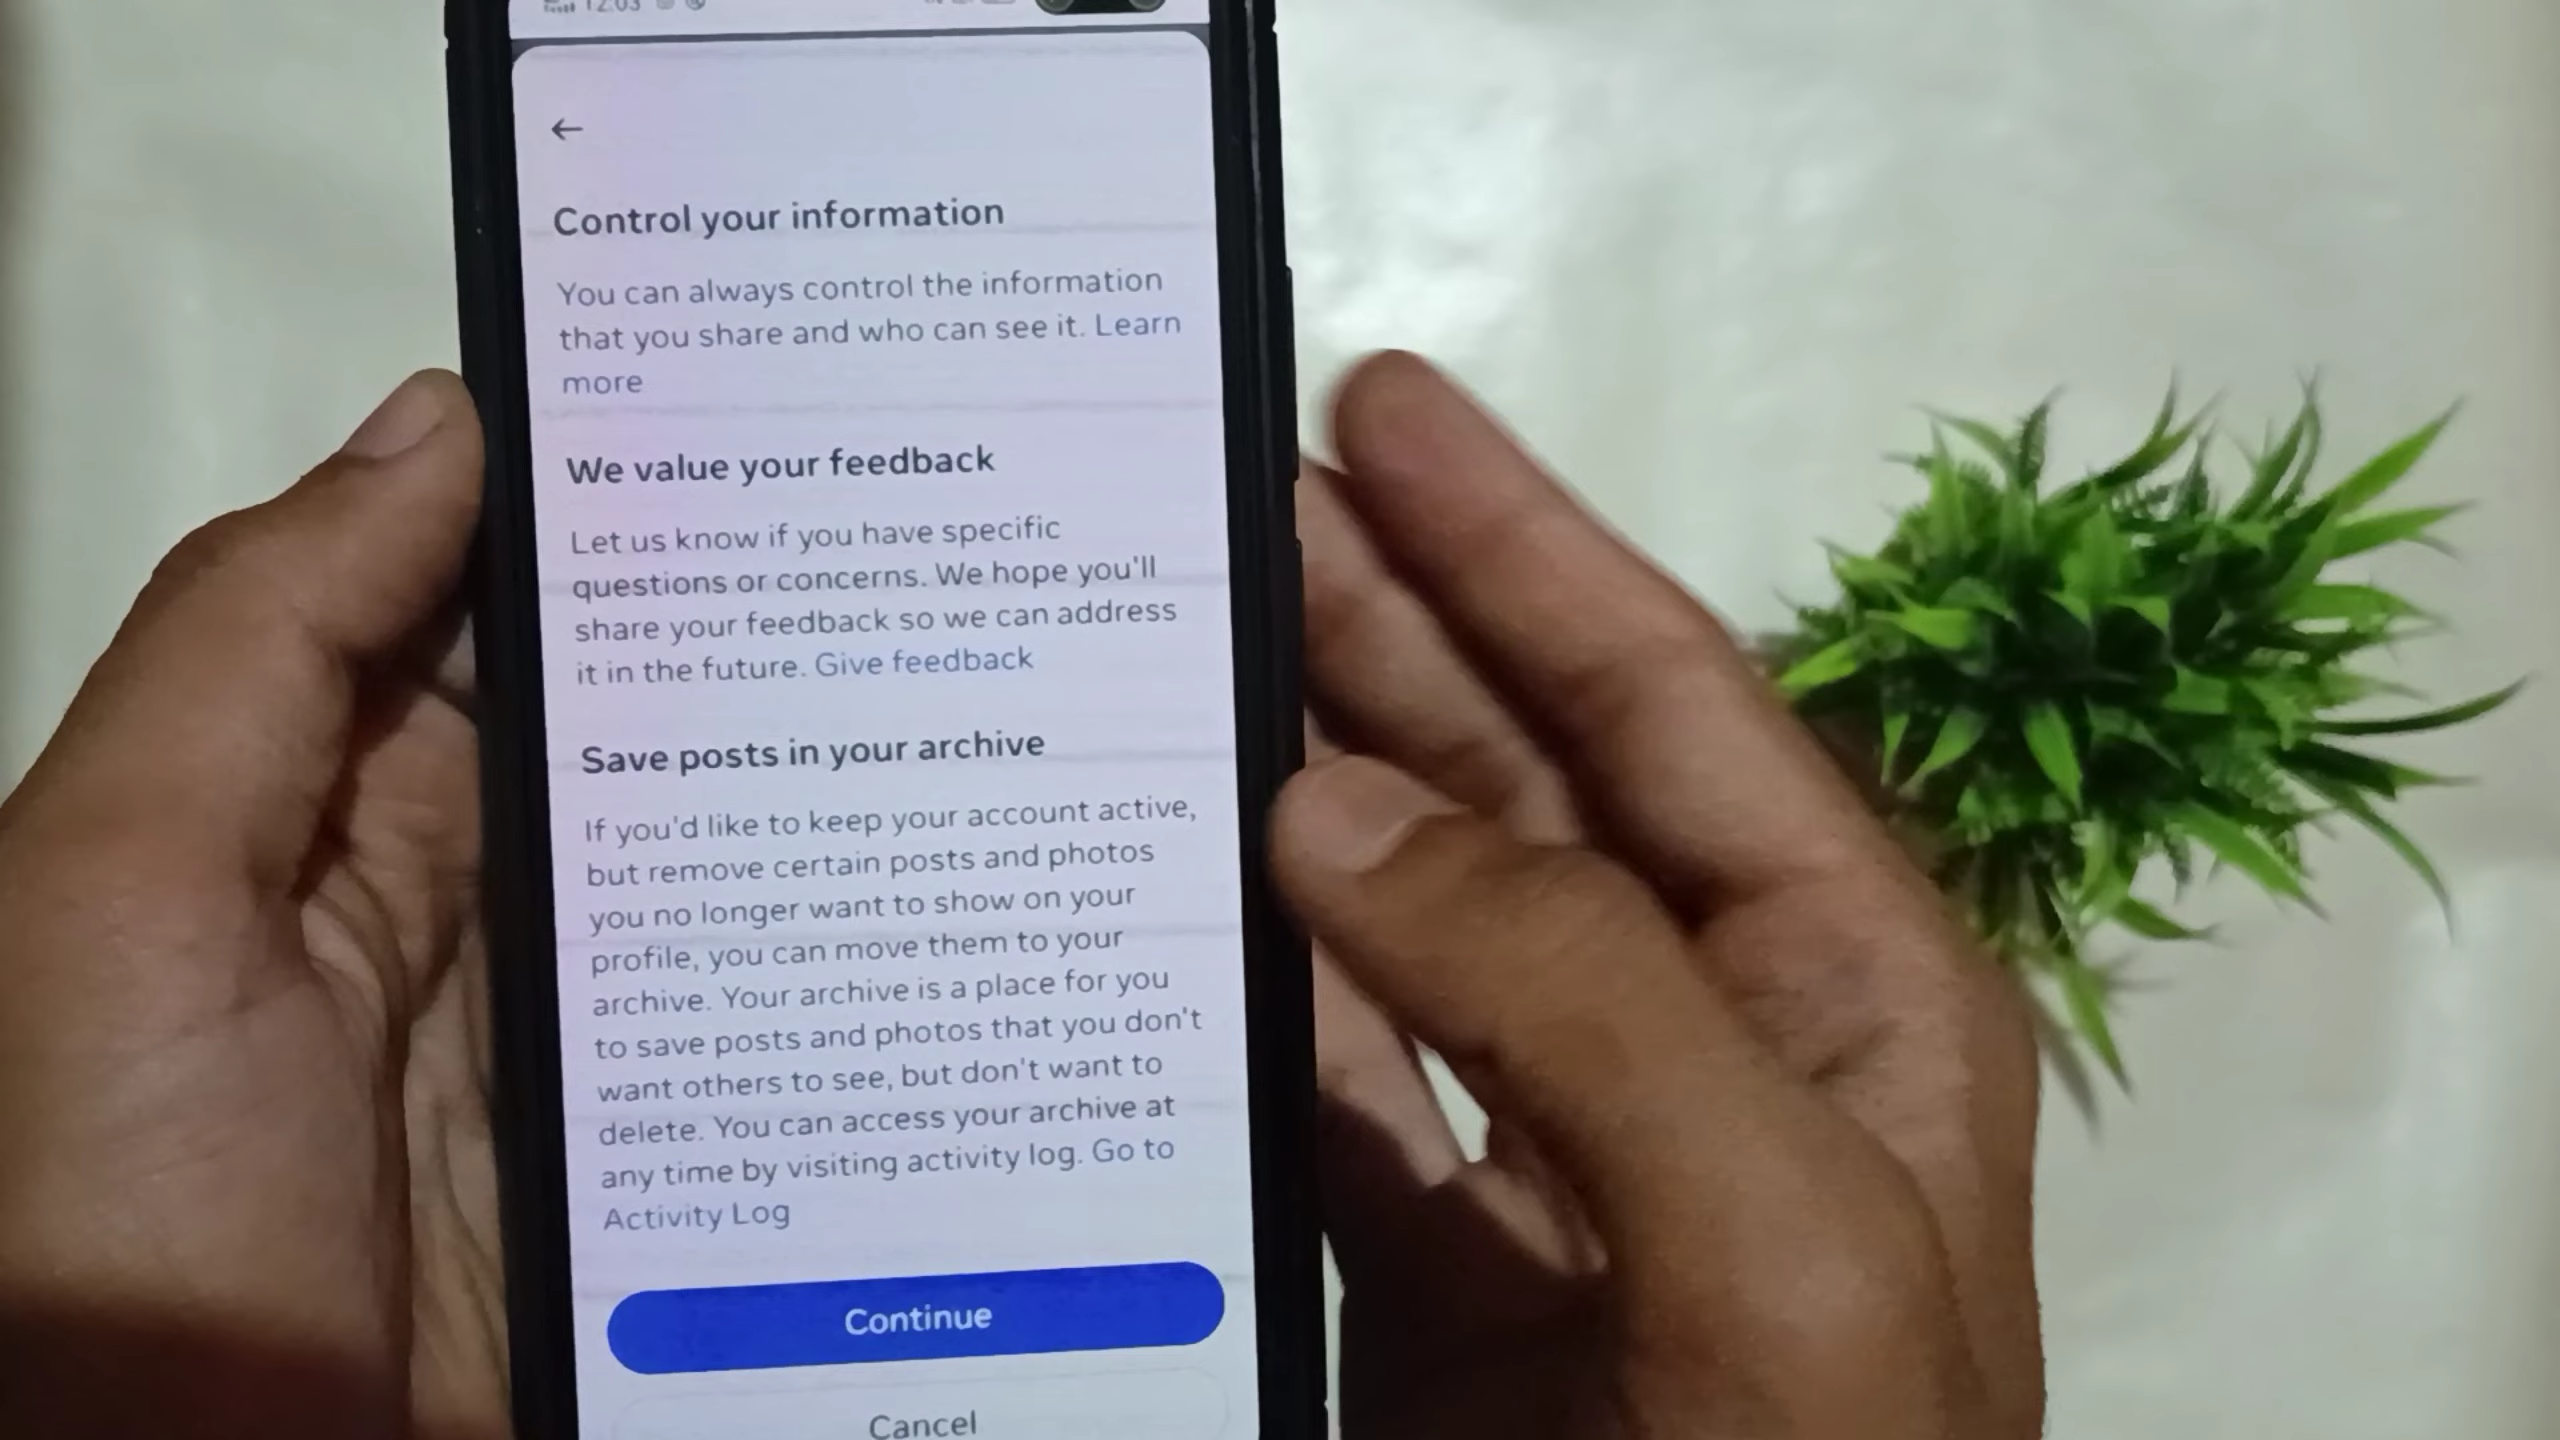 12:03
←
Control your information
You can always control the information
that you share and who can see it. Learn
more
We value your feedback
Let us know if you have specific
questions or concerns. We hope you'll
share your feedback so we can address
it in the future. Give feedback
Save posts in your archive
If you'd like to keep your account active,
but remove certain posts and photos
you no longer want to show on your
profile, you can move them to your
archive. Your archive is a place for you
to save posts and photos that you don't
want others to see, but don't want to
delete. You can access your archive at
any time by visiting activity log. Go to
Activity Log
Continue
Cancel